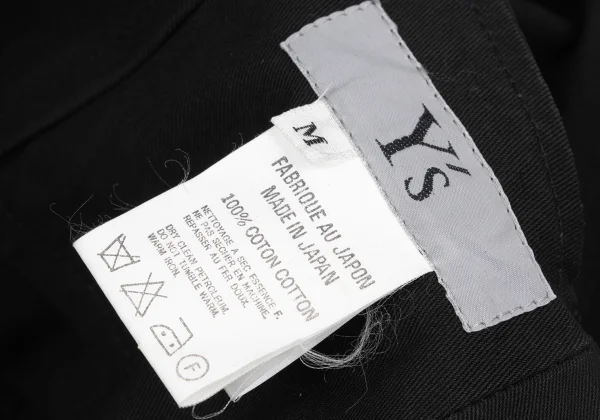 Y's
M
FABRIQUE AU JAPON
MADE IN JAPAN
100% COTON COTTON
NETTOYAGE A SEC ESSENCE F.
NE PAS SECHER EN MACHINE.
REPASSER AU FER DOUX.
DRY CLEAN PETROLEUM.
DO NOT TUMBLE WARM.
WARM IRON.
F